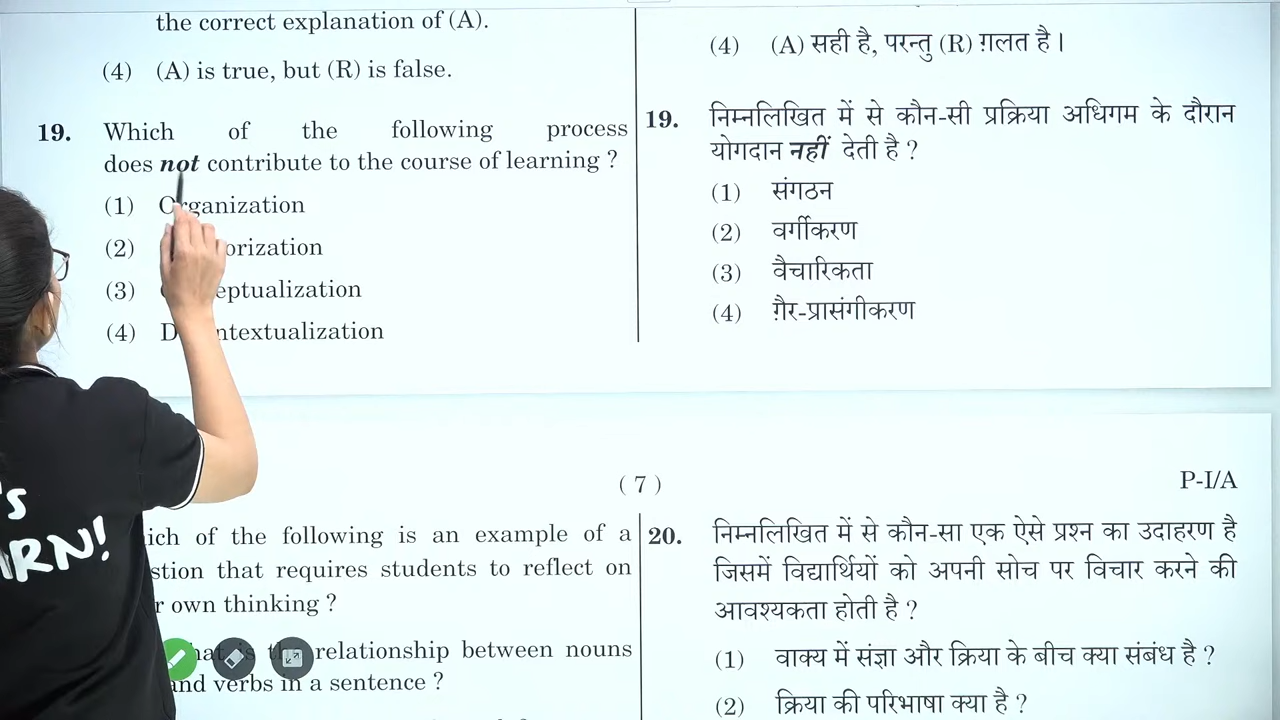 the correct explanation of (A).
(4) (A) is true, but (R) is false.
19. Which of the following process
does not contribute to the course of learning ?
(1) Organization
(2) orization
(3) eptualization
(4) D ntextualization
(4) (A) सही है, परन्तु (R) ग़लत है।
19. निम्नलिखित में से कौन-सी प्रक्रिया अधिगम के दौरान
योगदान नहीं देती है ?
(1) संगठन
(2) वर्गीकरण
(3) वैचारिकता
(4) ग़ैर-प्रासंगीकरण
( 7 )
P-I/A
ich of the following is an example of a
stion that requires students to reflect on
r own thinking ?
relationship between nouns
and verbs in a sentence ?
20. निम्नलिखित में से कौन-सा एक ऐसे प्रश्न का उदाहरण है
जिसमें विद्यार्थियों को अपनी सोच पर विचार करने की
आवश्यकता होती है ?
(1) वाक्य में संज्ञा और क्रिया के बीच क्या संबंध है ?
(2) क्रिया की परिभाषा क्या है ?
'S
RN!